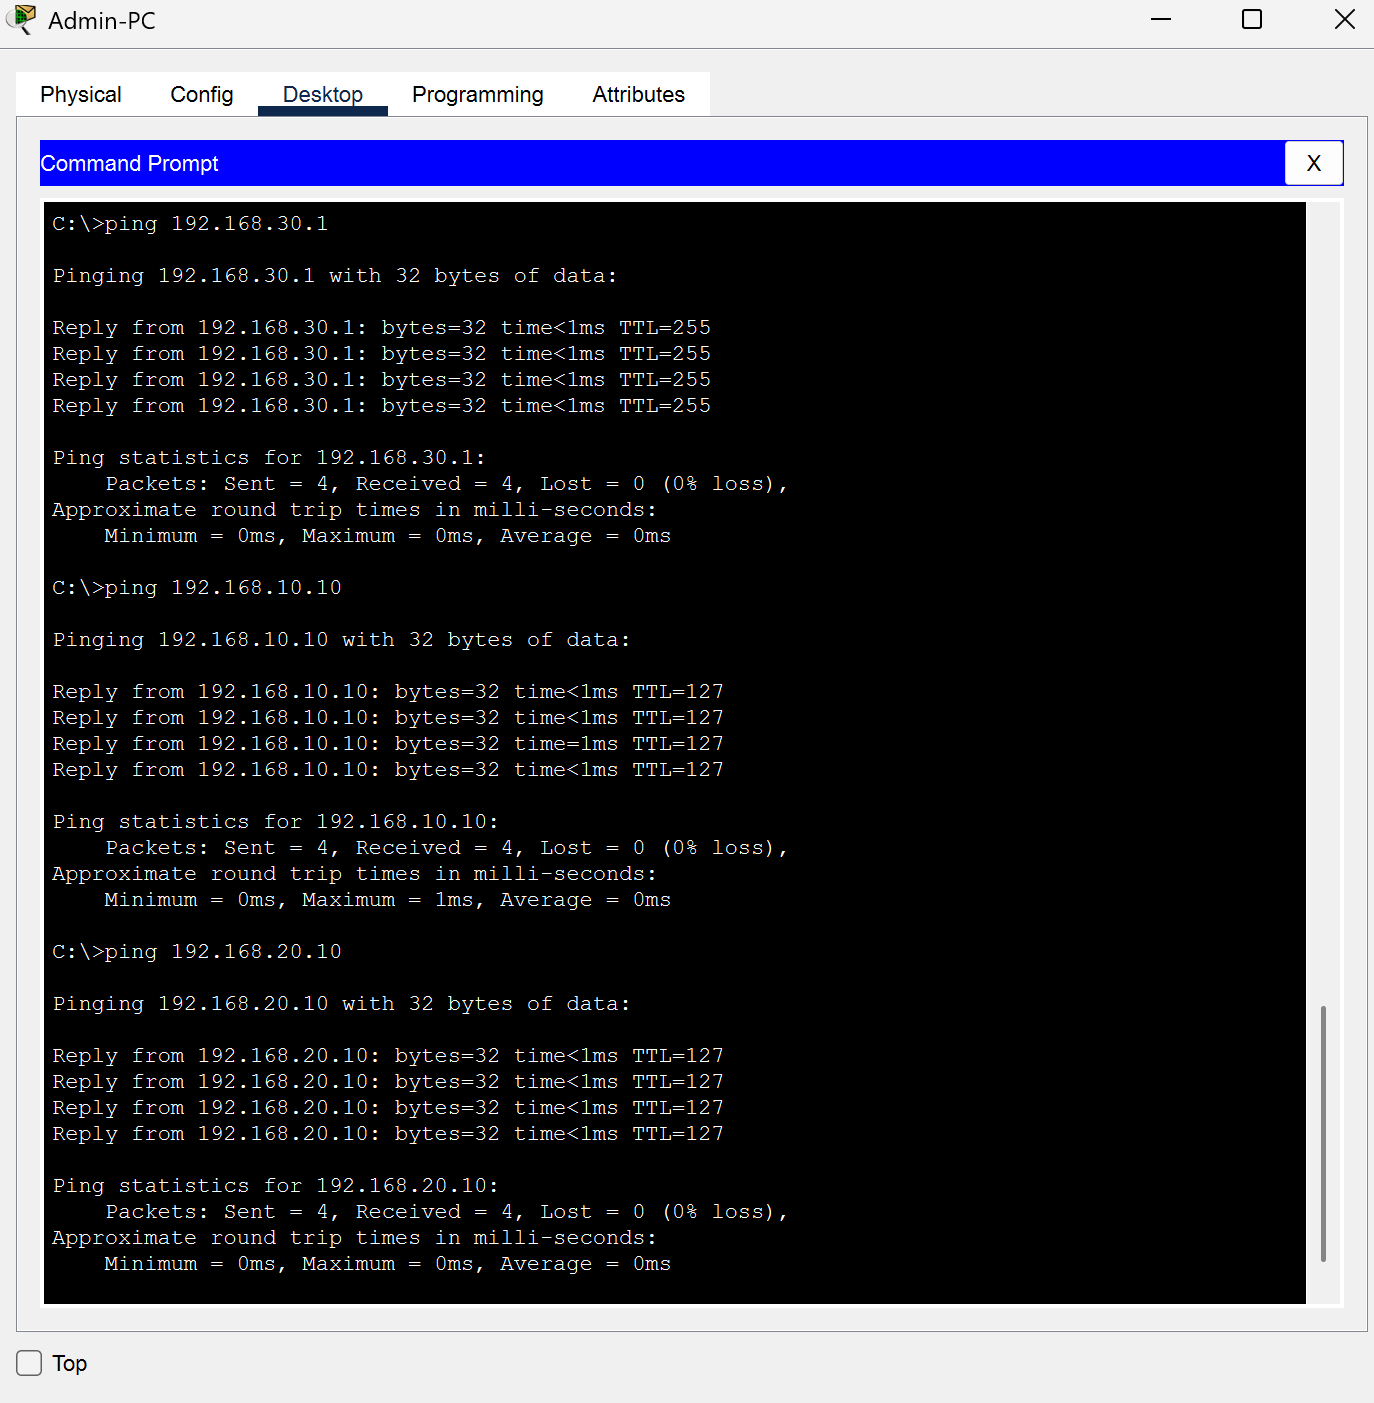 Admin-PC
Physical Config Desktop Programming Attributes
Command Prompt X
C:\>ping 192.168.30.1
Pinging 192.168.30.1 with 32 bytes of data:
Reply from 192.168.30.1: bytes=32 time<1ms TTL=255
Reply from 192.168.30.1: bytes=32 time<1ms TTL=255
Reply from 192.168.30.1: bytes=32 time<1ms TTL=255
Reply from 192.168.30.1: bytes=32 time<1ms TTL=255
Ping statistics for 192.168.30.1:
    Packets: Sent = 4, Received = 4, Lost = 0 (0% loss),
Approximate round trip times in milli-seconds:
    Minimum = 0ms, Maximum = 0ms, Average = 0ms
C:\>ping 192.168.10.10
Pinging 192.168.10.10 with 32 bytes of data:
Reply from 192.168.10.10: bytes=32 time<1ms TTL=127
Reply from 192.168.10.10: bytes=32 time<1ms TTL=127
Reply from 192.168.10.10: bytes=32 time=1ms TTL=127
Reply from 192.168.10.10: bytes=32 time<1ms TTL=127
Ping statistics for 192.168.10.10:
    Packets: Sent = 4, Received = 4, Lost = 0 (0% loss),
Approximate round trip times in milli-seconds:
    Minimum = 0ms, Maximum = 1ms, Average = 0ms
C:\>ping 192.168.20.10
Pinging 192.168.20.10 with 32 bytes of data:
Reply from 192.168.20.10: bytes=32 time<1ms TTL=127
Reply from 192.168.20.10: bytes=32 time<1ms TTL=127
Reply from 192.168.20.10: bytes=32 time<1ms TTL=127
Reply from 192.168.20.10: bytes=32 time<1ms TTL=127
Ping statistics for 192.168.20.10:
    Packets: Sent = 4, Received = 4, Lost = 0 (0% loss),
Approximate round trip times in milli-seconds:
    Minimum = 0ms, Maximum = 0ms, Average = 0ms
Top